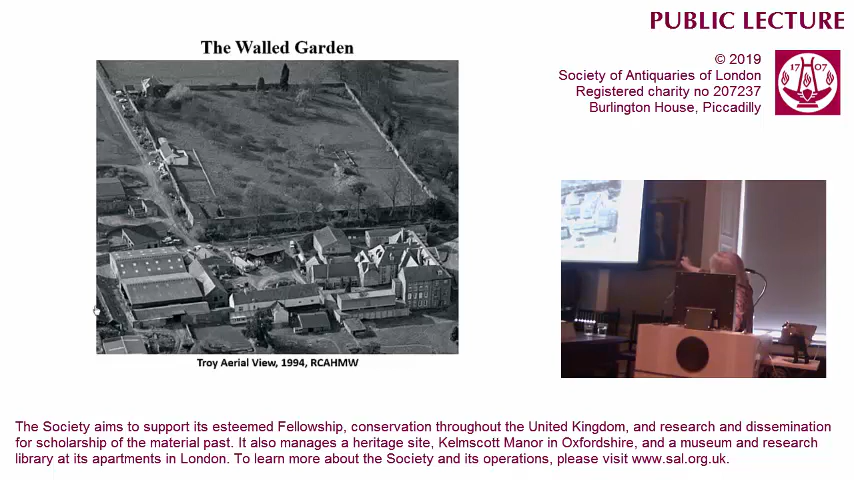 PUBLIC LECTURE
The Walled Garden
© 2019
Society of Antiquaries of London
Registered charity no 207237
Burlington House, Piccadilly
17 07
Troy Aerial View, 1994, RCAHMW
The Society aims to support its esteemed Fellowship, conservation throughout the United Kingdom, and research and dissemination
for scholarship of the material past. It also manages a heritage site, Kelmscott Manor in Oxfordshire, and a museum and research
library at its apartments in London. To learn more about the Society and its operations, please visit www.sal.org.uk.